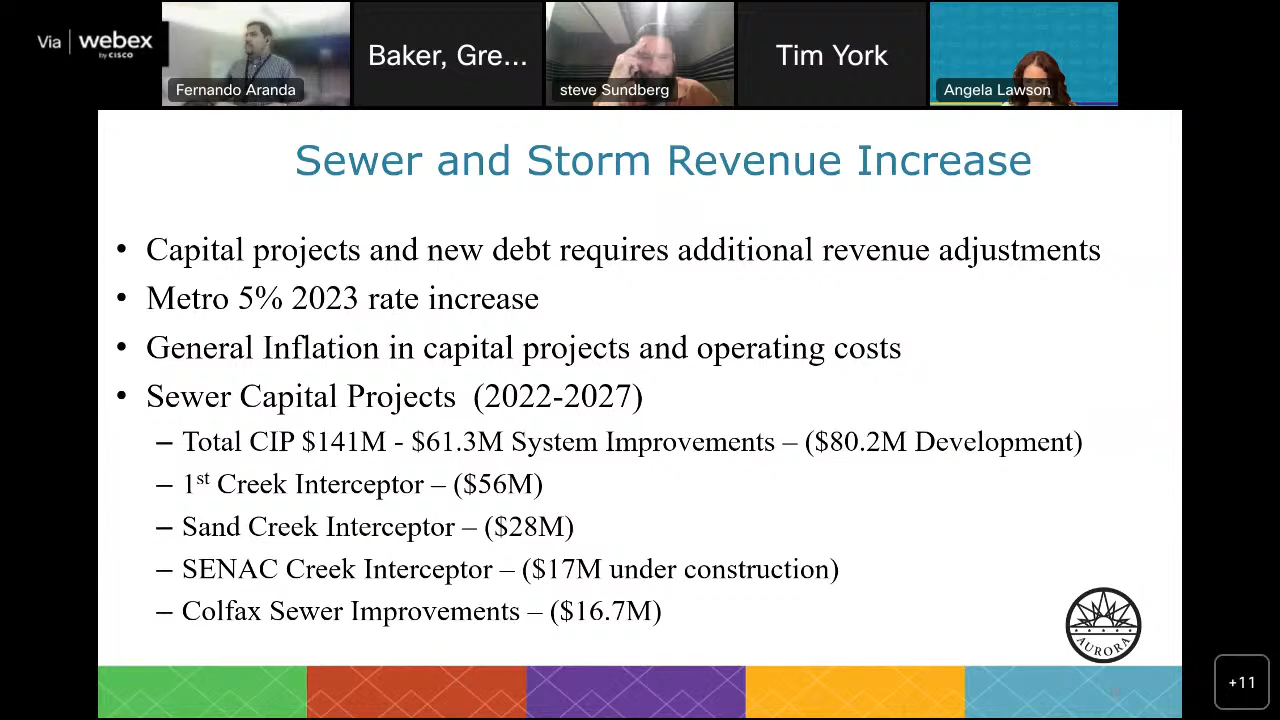 Via webex
by CISCO
Fernando Aranda
Baker, Gre...
steve Sundberg
Tim York
Angela Lawson
Sewer and Storm Revenue Increase
• Capital projects and new debt requires additional revenue adjustments
• Metro 5% 2023 rate increase
• General Inflation in capital projects and operating costs
• Sewer Capital Projects (2022-2027)
– Total CIP $141M - $61.3M System Improvements – ($80.2M Development)
– 1st Creek Interceptor – ($56M)
– Sand Creek Interceptor – ($28M)
– SENAC Creek Interceptor – ($17M under construction)
– Colfax Sewer Improvements – ($16.7M)
AURORA
+11